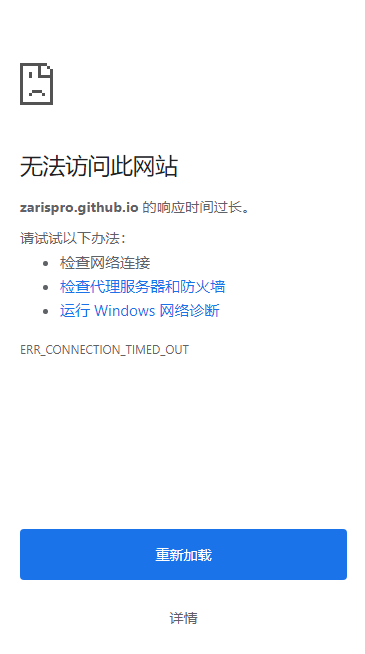 无法访问此网站
zarispro.github.io 的响应时间过长。
请试试以下办法：
检查网络连接
检查代理服务器和防火墙
运行 Windows 网络诊断
ERR_CONNECTION_TIMED_OUT
重新加载
详情